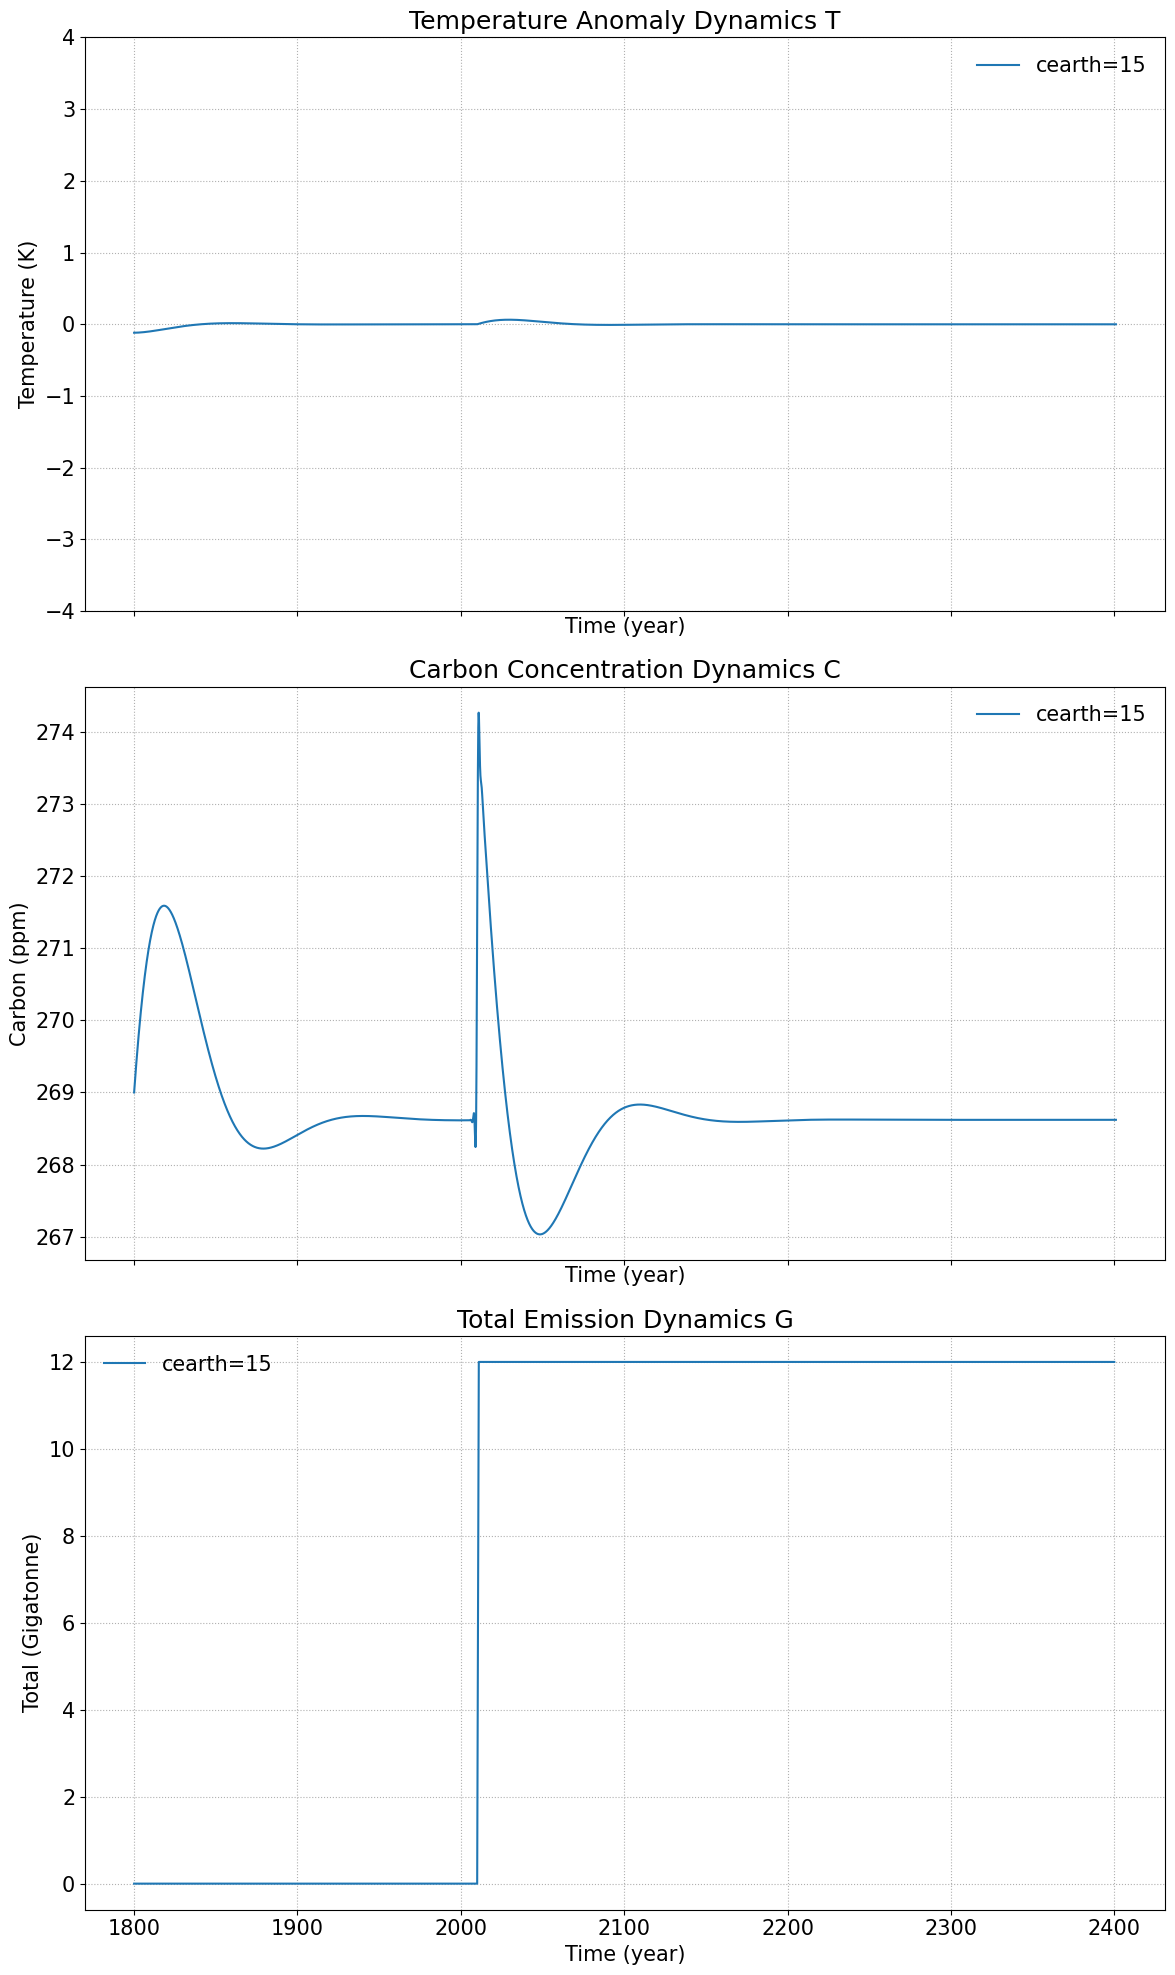 Temperature Anomaly Dynamics T
4
3
2
1
0
−1
−2
−3
−4
Temperature (K)
cearth=15
Time (year)
Carbon Concentration Dynamics C
274
273
272
271
270
269
268
267
Carbon (ppm)
cearth=15
Time (year)
Total Emission Dynamics G
12
10
8
6
4
2
0
Total (Gigatonne)
cearth=15
1800 1900 2000 2100 2200 2300 2400
Time (year)